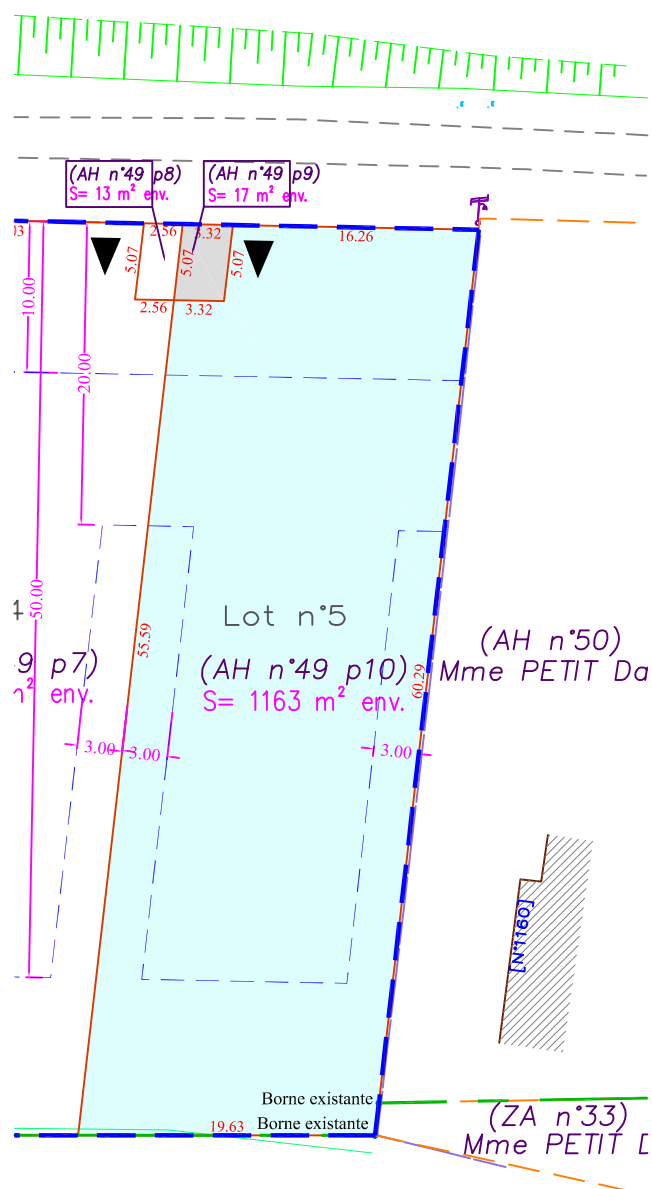 (AH n°49 p8)
S= 13 m² env.
(AH n°49 p9)
S= 17 m² env.
2.56
3.32
16.26
5.07
5.07
5.07
2.56
3.32
10.00
20.00
50.00
55.59
Lot n°5
(AH n°49 p10)
S= 1163 m² env.
9 p7)
m² env.
60.29
(AH n°50)
Mme PETIT Da
3.00
3.00
3.00
[N°1160]
Borne existante
Borne existante
19.63
(ZA n°33)
Mme PETIT D